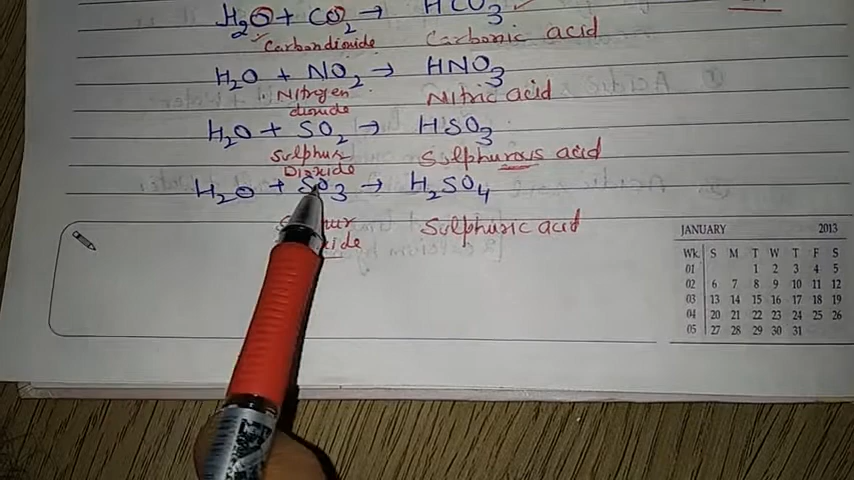 H₂O + CO₂ → HCO₃
Carbondioxide Carbonic acid
H₂O + NO₂ → HNO₃
Nitrogen dioxide Nitric acid
H₂O + SO₂ → HSO₃
Sulphur Dioxide Sulphurous acid
H₂O + SO₃ → H₂SO₄
Sulphuric acid
JANUARY 2013
Wk. S M T W T F S
01 1 2 3 4 5
02 6 7 8 9 10 11 12
03 13 14 15 16 17 18 19
04 20 21 22 23 24 25 26
05 27 28 29 30 31